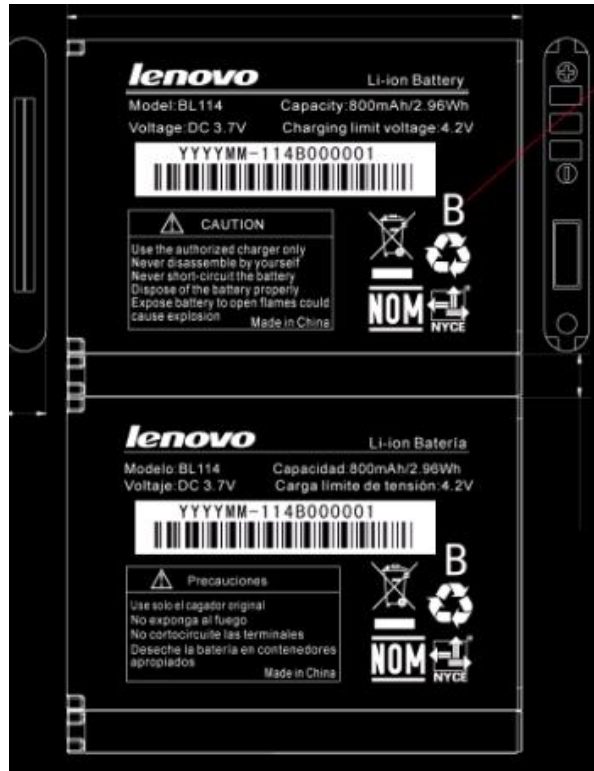 lenovo
Li-ion Battery
Model:BL114 Capacity:800mAh/2.96Wh
Voltage:DC 3.7V Charging limit voltage:4.2V
YYYYMM-114B000001
CAUTION
Use the authorized charger only
Never disassemble by yourself
Never short-circuit the battery
Dispose of the battery properly
Expose battery to open flames could
cause explosion
Made in China
B
NOM
NYCE
lenovo
Li-ion Batería
Modelo:BL114 Capacidad:800mAh/2.96Wh
Voltaje:DC 3.7V Carga límite de tensión:4.2V
YYYYMM-114B000001
Precauciones
Use solo el cagador original
No exponga al fuego
No cortocircuite las terminales
Deseche la batería en contenedores
apropiados
Made in China
B
NOM
NYCE